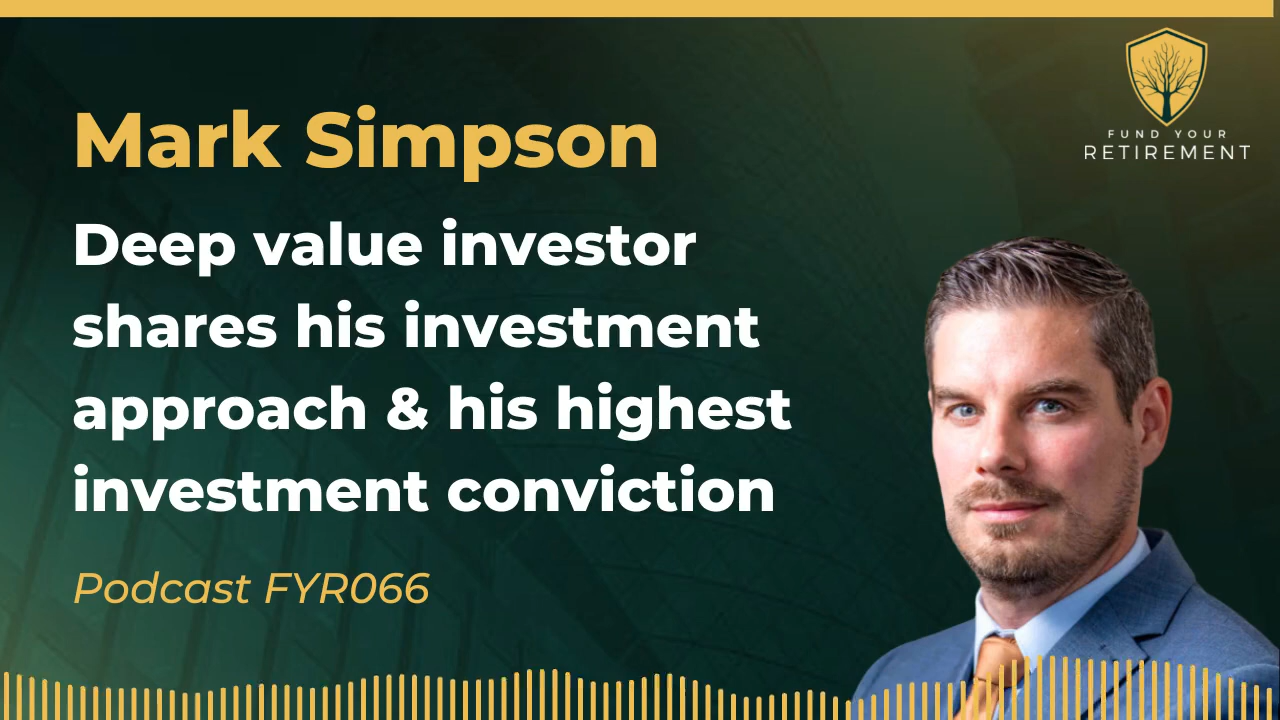 FUND YOUR
RETIREMENT
Mark Simpson
Deep value investor
shares his investment
approach & his highest
investment conviction
Podcast FYR066